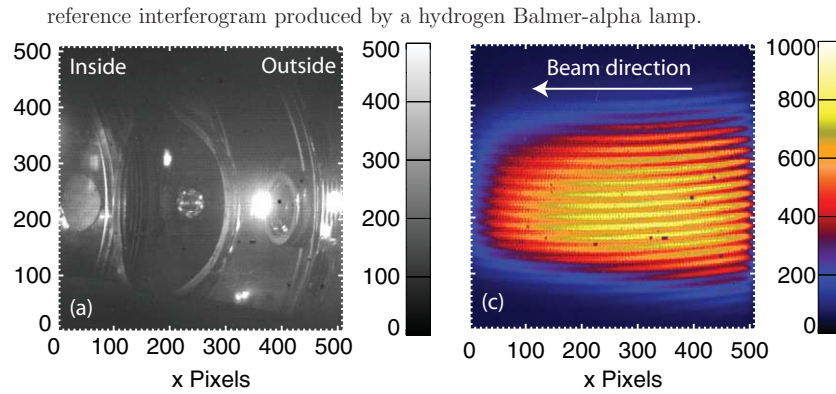 reference interferogram produced by a hydrogen Balmer-alpha lamp.
Inside
Outside
(a)
500
400
300
200
100
0
0 100 200 300 400 500
x Pixels
500
400
300
200
100
0
Beam direction
(c)
0 100 200 300 400 500
x Pixels
1000
800
600
400
200
0